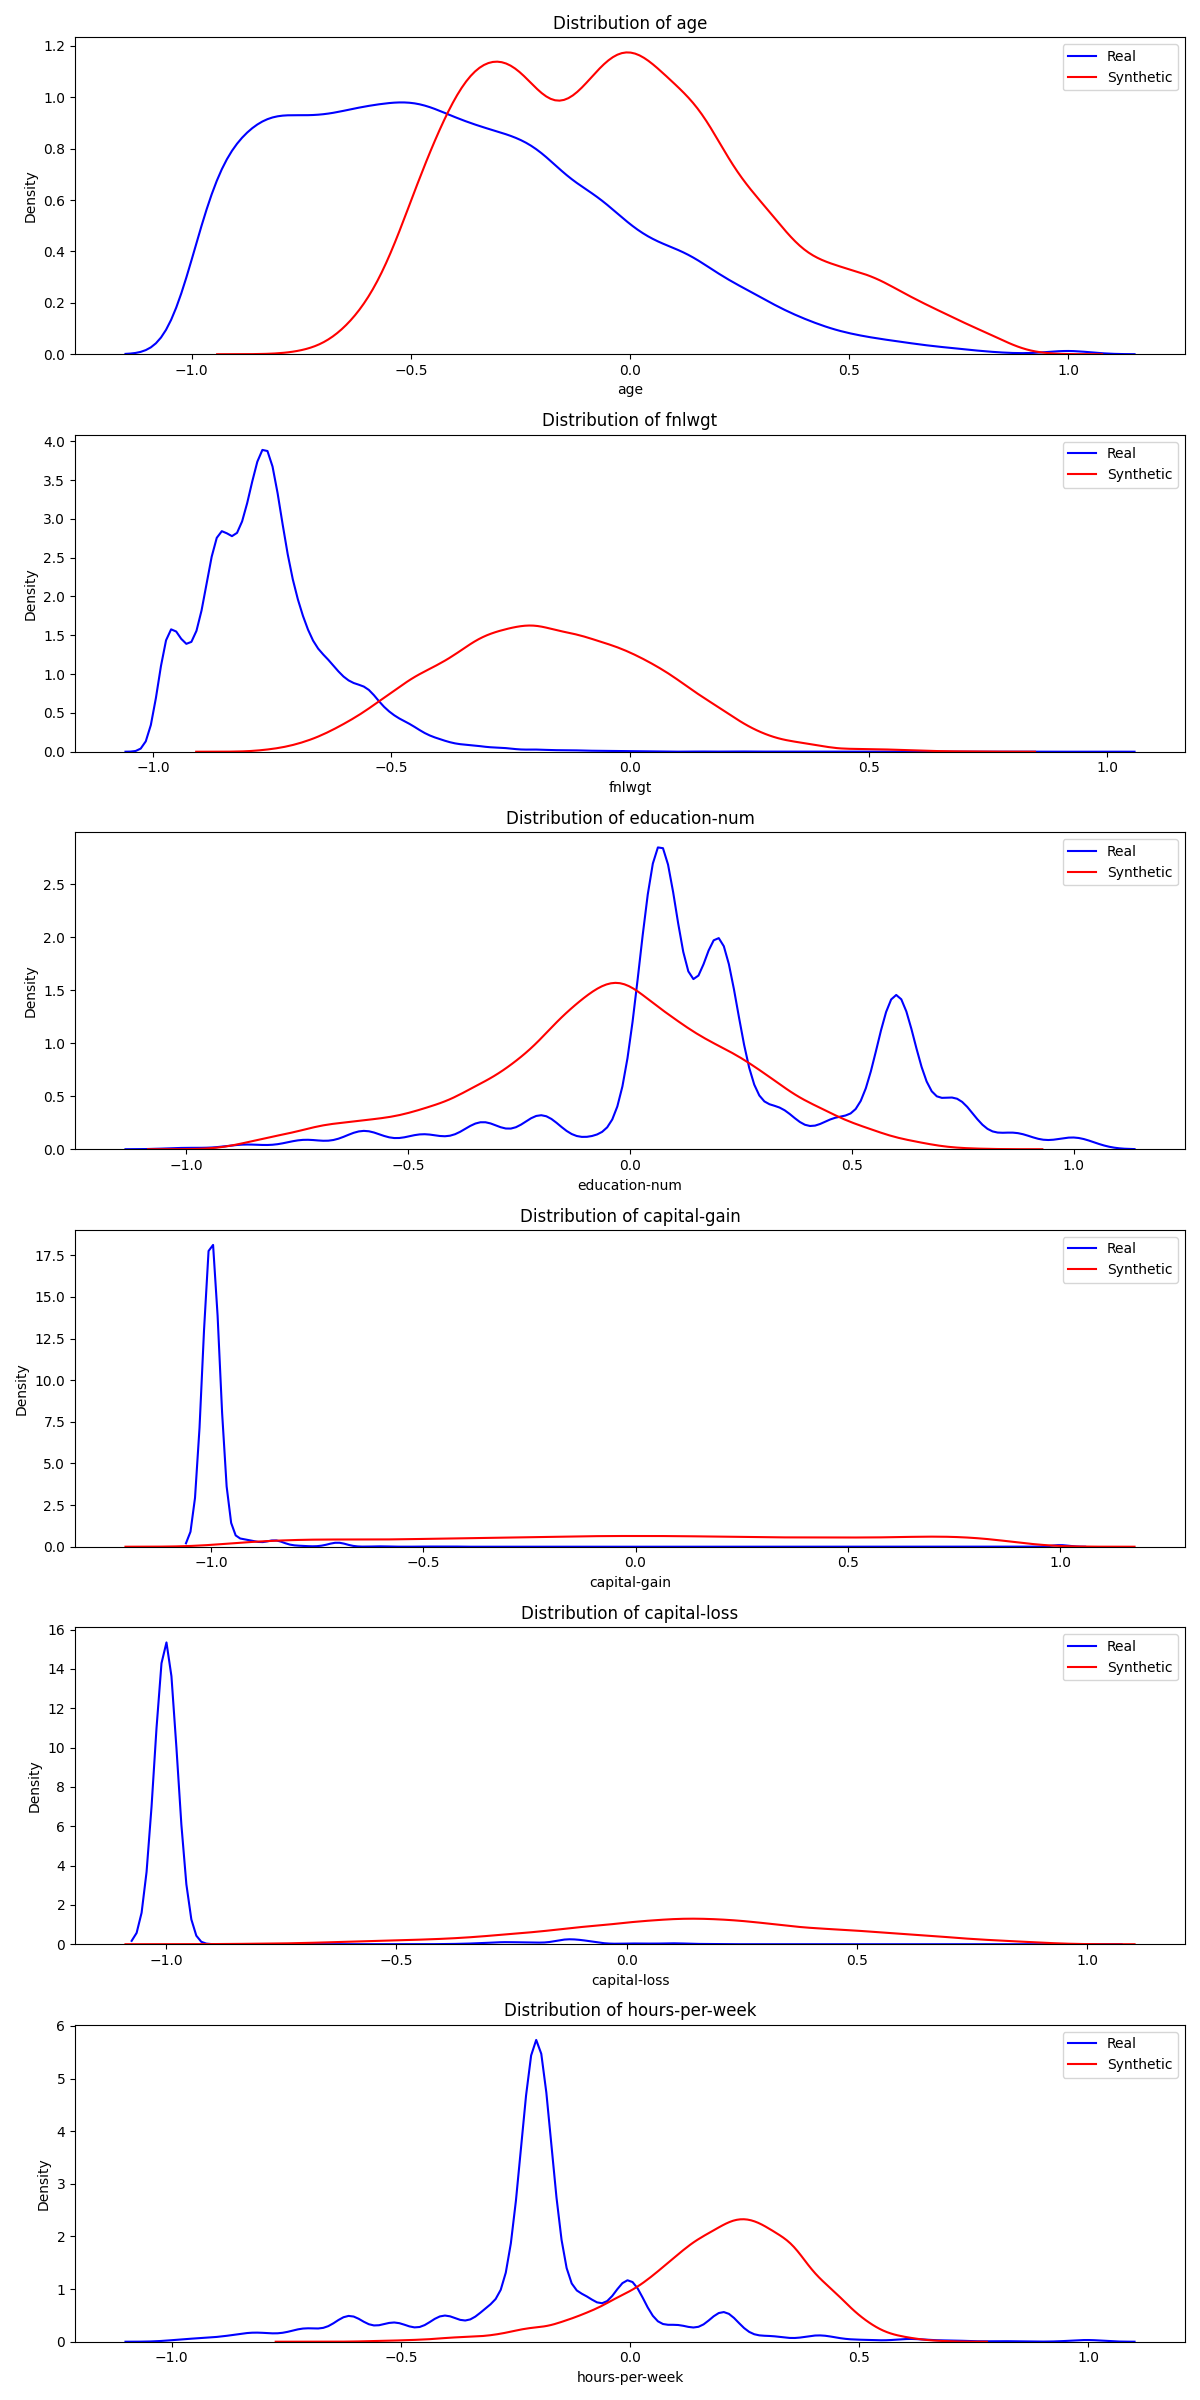 Distribution of age
1.2
1.0
0.8
0.6
0.4
0.2
0.0
Density
Real
Synthetic
−1.0 −0.5 0.0 0.5 1.0
age
Distribution of fnlwgt
4.0
3.5
3.0
2.5
2.0
1.5
1.0
0.5
0.0
Density
Real
Synthetic
−1.0 −0.5 0.0 0.5 1.0
fnlwgt
Distribution of education-num
2.5
2.0
1.5
1.0
0.5
0.0
Density
Real
Synthetic
−1.0 −0.5 0.0 0.5 1.0
education-num
Distribution of capital-gain
17.5
15.0
12.5
10.0
7.5
5.0
2.5
0.0
Density
Real
Synthetic
−1.0 −0.5 0.0 0.5 1.0
capital-gain
Distribution of capital-loss
16
14
12
10
8
6
4
2
0
Density
Real
Synthetic
−1.0 −0.5 0.0 0.5 1.0
capital-loss
Distribution of hours-per-week
6
5
4
3
2
1
0
Density
Real
Synthetic
−1.0 −0.5 0.0 0.5 1.0
hours-per-week